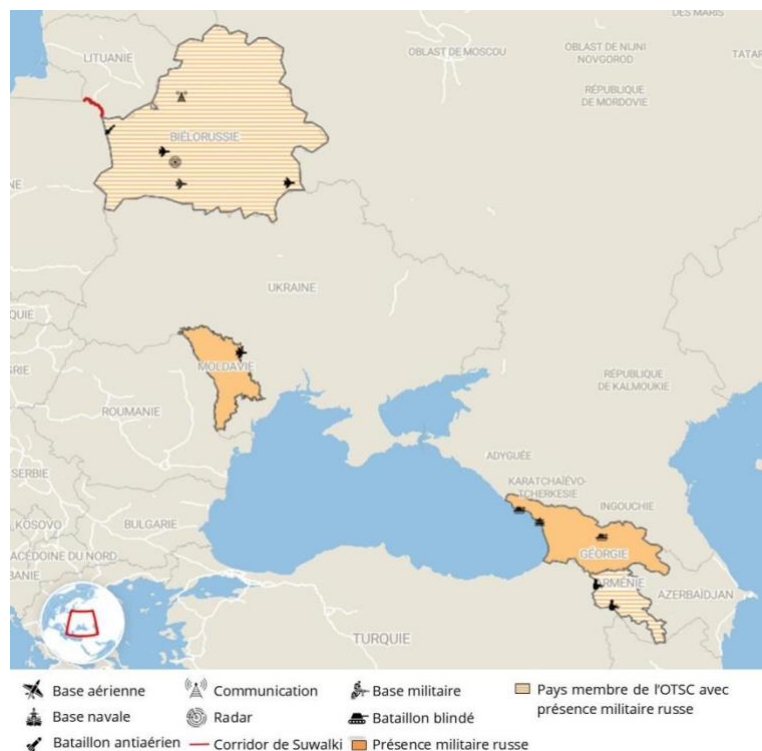 DES MARIS
LITUANIE
OBLAST DE MOSCOU
OBLAST DE NIJNI
NOVGOROD
TATAR
RÉPUBLIQUE
DE MORDOVIE
BIÉLORUSSIE
NE
UKRAINE
QUIE
MOLDAVIE
RIE
RÉPUBLIQUE
DE KALMOUKIE
ROUMANIE
ADYGUÉE
SERBIE
KARATCHAÏÉVO-
TCHERKESIE
INGOUCHIE
KOSOVO
BULGARIE
GÉORGIE
ACÉDOINE DU NORD
BANIE
ARMÉNIE
AZERBAÏDJAN
TURQUIE
Base aérienne
Communication
Base militaire
Pays membre de l'OTSC avec
présence militaire russe
Base navale
Radar
Bataillon blindé
Bataillon antiaérien
Corridor de Suwalki
Présence militaire russe